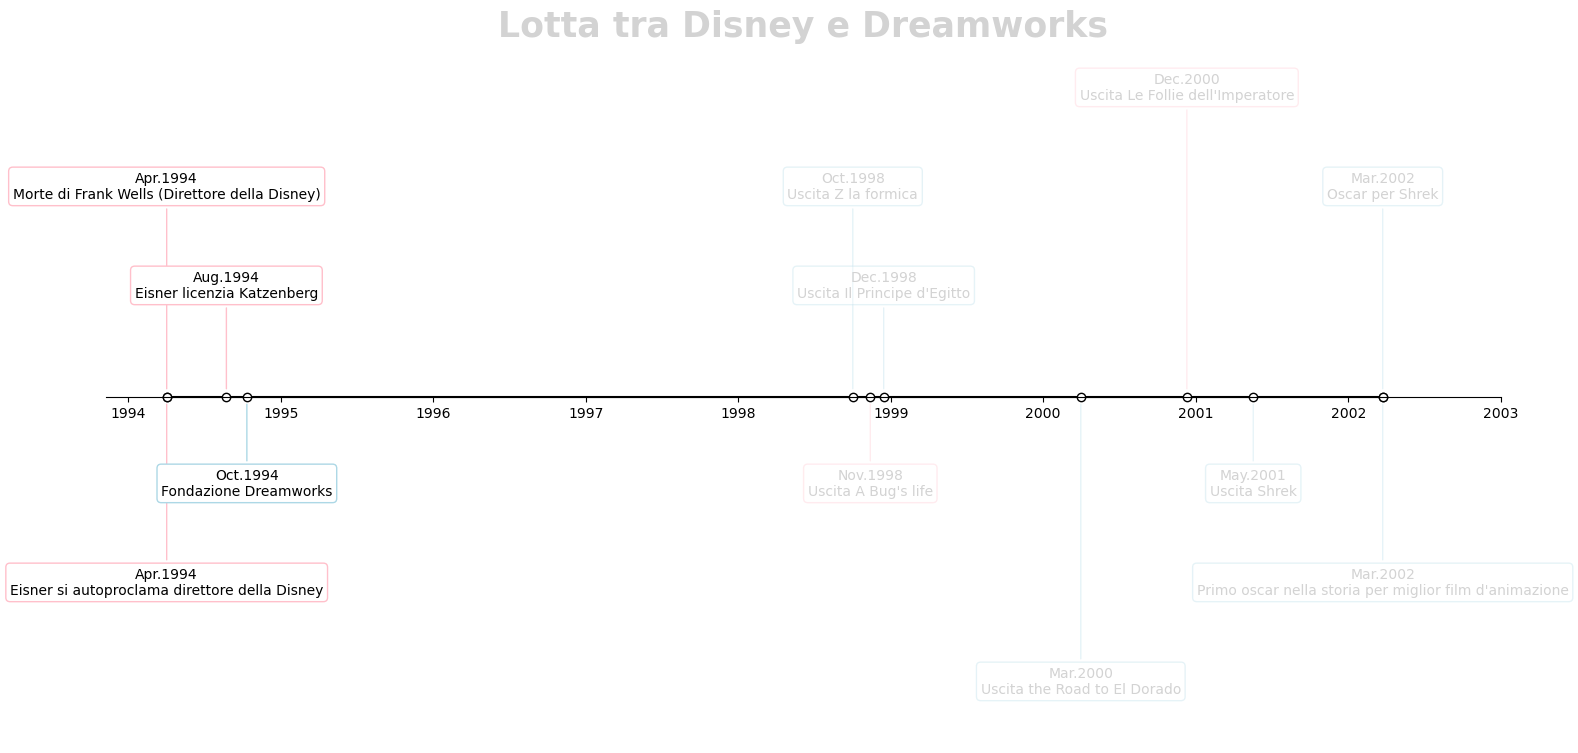 Lotta tra Disney e Dreamworks
Dec.2000
Uscita Le Follie dell'Imperatore
Apr.1994
Morte di Frank Wells (Direttore della Disney)
Oct.1998
Uscita Z la formica
Mar.2002
Oscar per Shrek
Aug.1994
Eisner licenzia Katzenberg
Dec.1998
Uscita Il Principe d'Egitto
1994
1995
1996
1997
1998
1999
2000
2001
2002
2003
Oct.1994
Fondazione Dreamworks
Nov.1998
Uscita A Bug's life
May.2001
Uscita Shrek
Apr.1994
Eisner si autoproclama direttore della Disney
Mar.2002
Primo oscar nella storia per miglior film d'animazione
Mar.2000
Uscita the Road to El Dorado